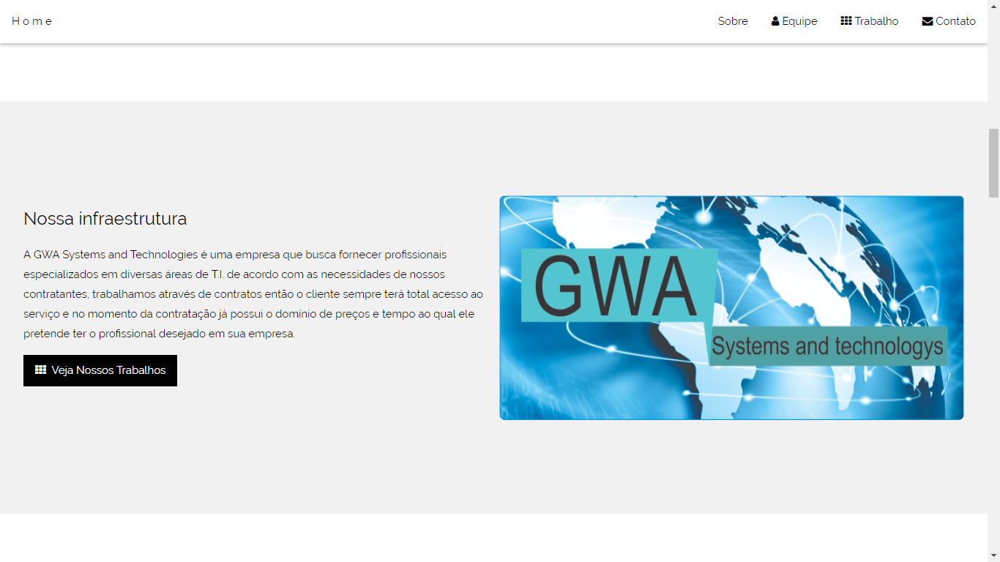 Home
Sobre
Equipe
Trabalho
Contato
Nossa infraestrutura
A GWA Systems and Technologies é uma empresa que busca fornecer profissionais
especializados em diversas áreas de T.I. de acordo com as necessidades de nossos
contratantes, trabalhamos através de contratos então o cliente sempre terá total acesso ao
serviço e no momento da contratação já possui o domínio de preços e tempo ao qual ele
pretende ter o profissional desejado em sua empresa.
Veja Nossos Trabalhos
GWA
Systems and technologys